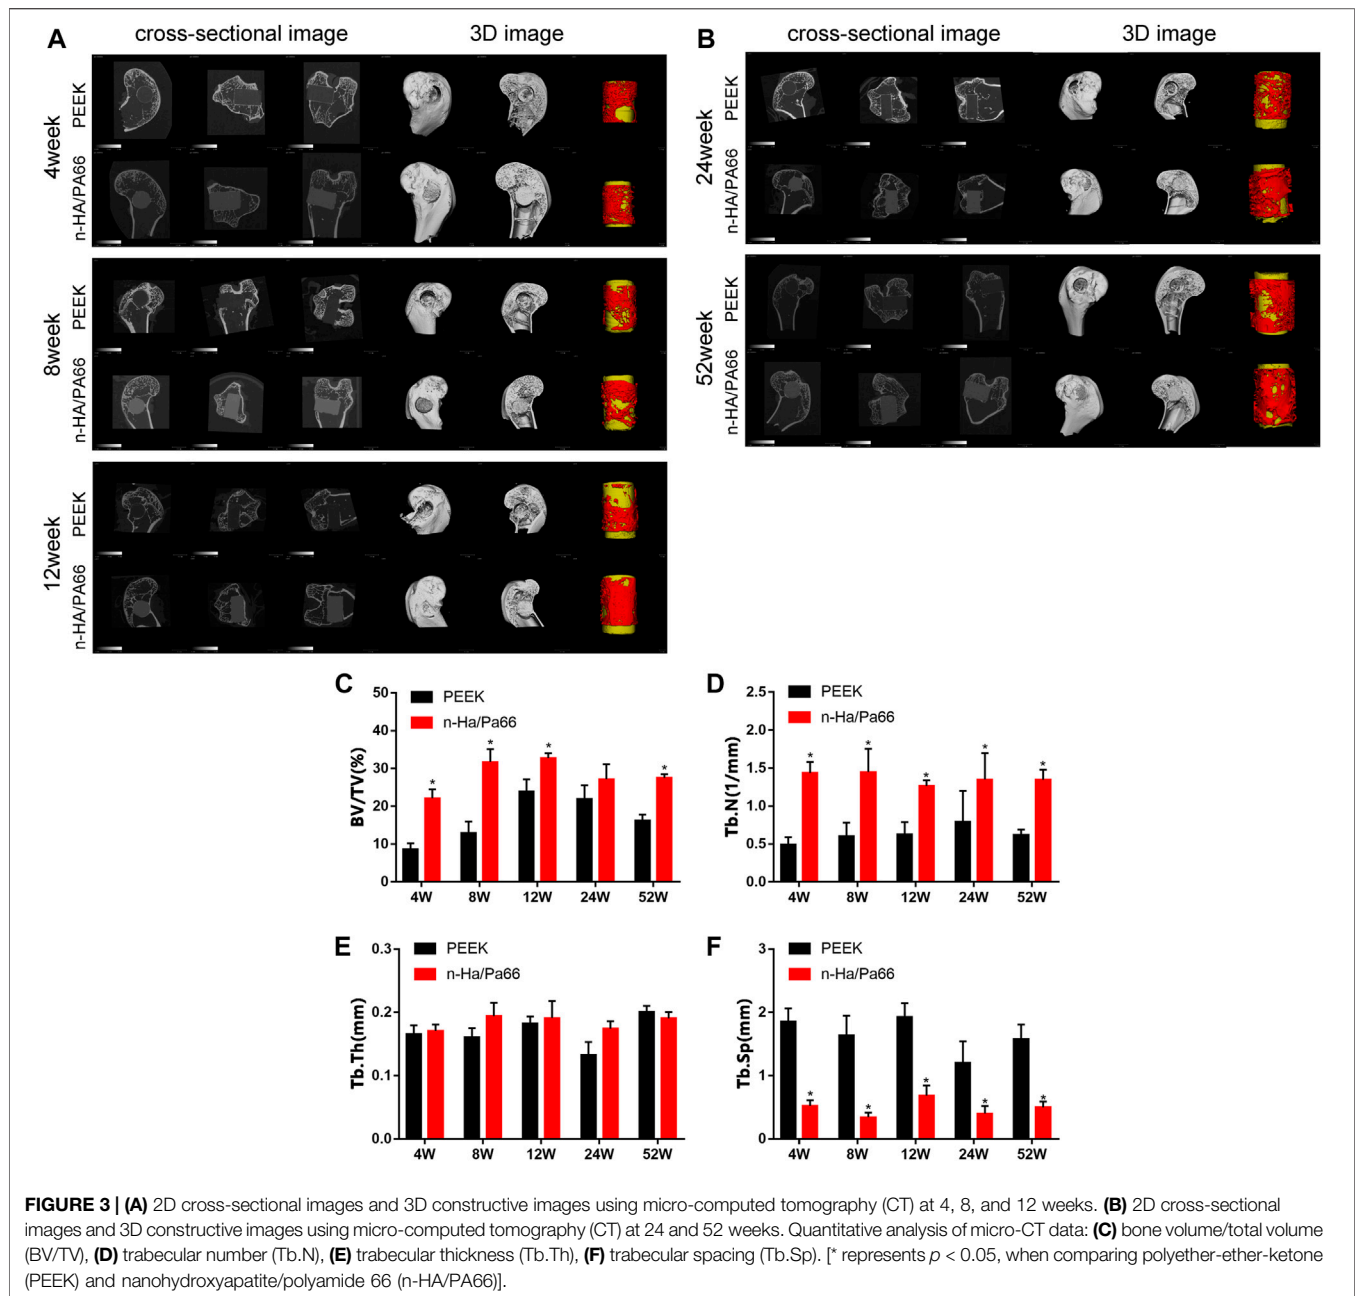 A
cross-sectional image
3D image
4week
PEEK
n-HA/PA66
8week
PEEK
n-HA/PA66
12week
PEEK
n-HA/PA66
B
cross-sectional image
3D image
24week
PEEK
n-HA/PA66
52week
PEEK
n-HA/PA66
C
PEEK
n-Ha/Pa66
BV/TV(%)
50
40
30
20
10
0
* * * *
4W 8W 12W 24W 52W
D
PEEK
n-Ha/Pa66
Tb.N(1/mm)
2.5
2.0
1.5
1.0
0.5
0.0
* * * * *
4W 8W 12W 24W 52W
E
PEEK
n-Ha/Pa66
Tb.Th(mm)
0.3
0.2
0.1
0.0
4W 8W 12W 24W 52W
F
PEEK
n-Ha/Pa66
Tb.Sp(mm)
3
2
1
0
* * * * *
4W 8W 12W 24W 52W
FIGURE 3 | (A) 2D cross-sectional images and 3D constructive images using micro-computed tomography (CT) at 4, 8, and 12 weeks. (B) 2D cross-sectional
images and 3D constructive images using micro-computed tomography (CT) at 24 and 52 weeks. Quantitative analysis of micro-CT data: (C) bone volume/total volume
(BV/TV), (D) trabecular number (Tb.N), (E) trabecular thickness (Tb.Th), (F) trabecular spacing (Tb.Sp). [* represents p < 0.05, when comparing polyether-ether-ketone
(PEEK) and nanohydroxyapatite/polyamide 66 (n-HA/PA66)].